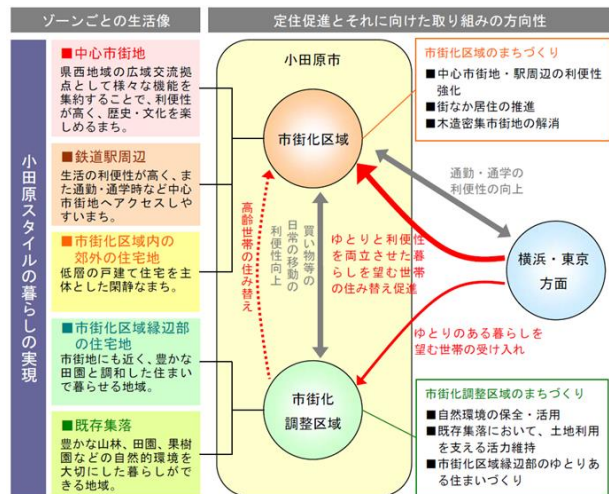 ゾーンごとの生活像
定住促進とそれに向けた取り組みの方向性
小田原スタイルの暮らしの実現
■中心市街地
県西地域の広域交流拠
点として様々な機能を
集約することで、利便性
が高く、歴史・文化を楽
しめるまち。
■鉄道駅周辺
生活の利便性が高く、ま
た通勤・通学時など中心
市街地へアクセスしや
すいまち。
■市街化区域内の
郊外の住宅地
低層の戸建て住宅を主
体とした閑静なまち。
■市街化区域縁辺部
の住宅地
市街地にも近く、豊かな
田園と調和した住まい
で暮らせる地域。
■既存集落
豊かな山林、田園、果樹
園などの自然的環境を
大切にした暮らしがで
きる地域。
小田原市
市街化区域
高齢世帯の住み替え
買い物等の
日常の移動の
利便性向上
ゆとりと利便性
を両立させた暮
らしを望む世帯
の住み替え促進
市街化
調整区域
市街化区域のまちづくり
■中心市街地・駅周辺の利便性
強化
■街なか居住の推進
■木造密集市街地の解消
通勤・通学の
利便性の向上
横浜・東京
方面
ゆとりのある暮らしを
望む世帯の受け入れ
市街化調整区域のまちづくり
■自然環境の保全・活用
■既存集落において、土地利用
を支える活力維持
■市街化区域縁辺部のゆとりあ
る住まいづくり